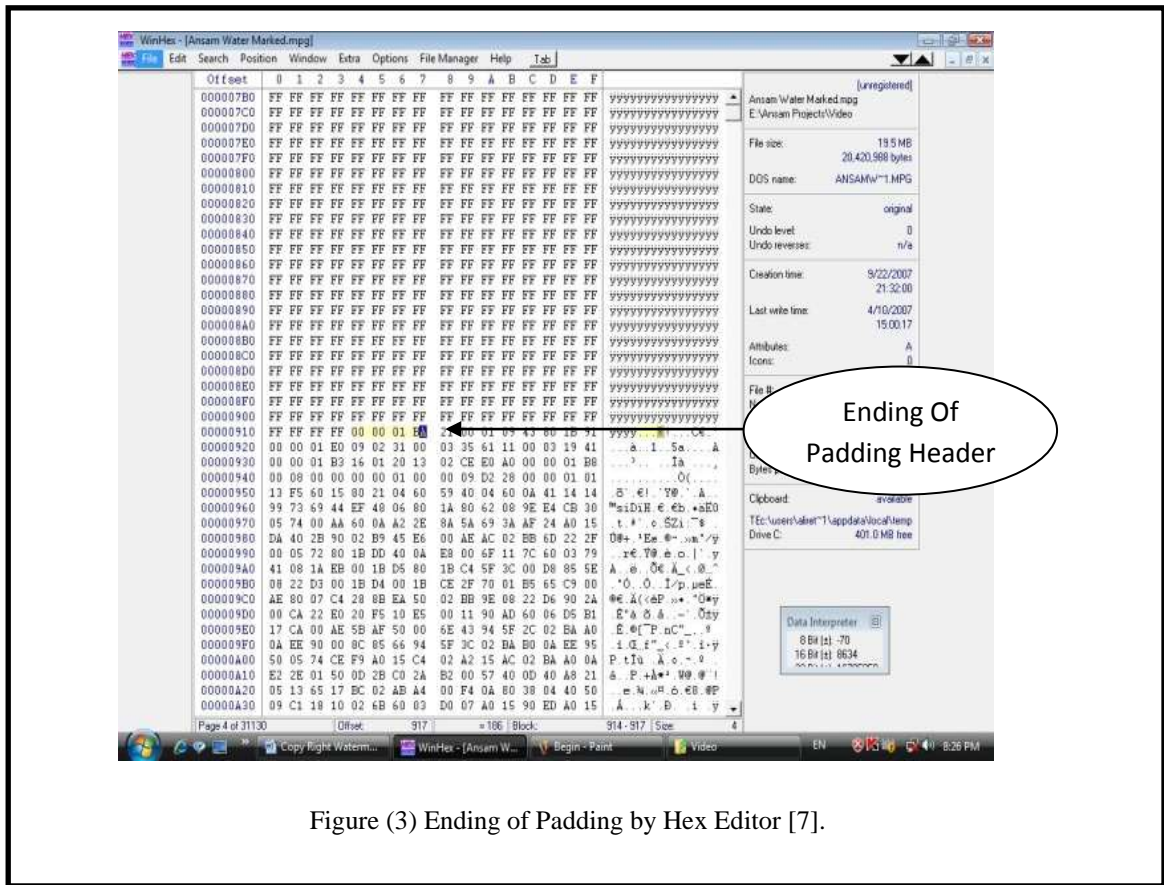 WinHex - [Ansam Water Marked.mpg]
File Edit Search Position Window Extra Options File Manager Help Tab
Offset 0 1 2 3 4 5 6 7 8 9 A B C D E F
000007B0 FF FF FF FF FF FF FF FF FF FF FF FF FF FF FF FF ÿÿÿÿÿÿÿÿÿÿÿÿÿÿÿÿ
000007C0 FF FF FF FF FF FF FF FF FF FF FF FF FF FF FF FF ÿÿÿÿÿÿÿÿÿÿÿÿÿÿÿÿ
000007D0 FF FF FF FF FF FF FF FF FF FF FF FF FF FF FF FF ÿÿÿÿÿÿÿÿÿÿÿÿÿÿÿÿ
000007E0 FF FF FF FF FF FF FF FF FF FF FF FF FF FF FF FF ÿÿÿÿÿÿÿÿÿÿÿÿÿÿÿÿ
000007F0 FF FF FF FF FF FF FF FF FF FF FF FF FF FF FF FF ÿÿÿÿÿÿÿÿÿÿÿÿÿÿÿÿ
00000800 FF FF FF FF FF FF FF FF FF FF FF FF FF FF FF FF ÿÿÿÿÿÿÿÿÿÿÿÿÿÿÿÿ
00000810 FF FF FF FF FF FF FF FF FF FF FF FF FF FF FF FF ÿÿÿÿÿÿÿÿÿÿÿÿÿÿÿÿ
00000820 FF FF FF FF FF FF FF FF FF FF FF FF FF FF FF FF ÿÿÿÿÿÿÿÿÿÿÿÿÿÿÿÿ
00000830 FF FF FF FF FF FF FF FF FF FF FF FF FF FF FF FF ÿÿÿÿÿÿÿÿÿÿÿÿÿÿÿÿ
00000840 FF FF FF FF FF FF FF FF FF FF FF FF FF FF FF FF ÿÿÿÿÿÿÿÿÿÿÿÿÿÿÿÿ
00000850 FF FF FF FF FF FF FF FF FF FF FF FF FF FF FF FF ÿÿÿÿÿÿÿÿÿÿÿÿÿÿÿÿ
00000860 FF FF FF FF FF FF FF FF FF FF FF FF FF FF FF FF ÿÿÿÿÿÿÿÿÿÿÿÿÿÿÿÿ
00000870 FF FF FF FF FF FF FF FF FF FF FF FF FF FF FF FF ÿÿÿÿÿÿÿÿÿÿÿÿÿÿÿÿ
00000880 FF FF FF FF FF FF FF FF FF FF FF FF FF FF FF FF ÿÿÿÿÿÿÿÿÿÿÿÿÿÿÿÿ
00000890 FF FF FF FF FF FF FF FF FF FF FF FF FF FF FF FF ÿÿÿÿÿÿÿÿÿÿÿÿÿÿÿÿ
000008A0 FF FF FF FF FF FF FF FF FF FF FF FF FF FF FF FF ÿÿÿÿÿÿÿÿÿÿÿÿÿÿÿÿ
000008B0 FF FF FF FF FF FF FF FF FF FF FF FF FF FF FF FF ÿÿÿÿÿÿÿÿÿÿÿÿÿÿÿÿ
000008C0 FF FF FF FF FF FF FF FF FF FF FF FF FF FF FF FF ÿÿÿÿÿÿÿÿÿÿÿÿÿÿÿÿ
000008D0 FF FF FF FF FF FF FF FF FF FF FF FF FF FF FF FF ÿÿÿÿÿÿÿÿÿÿÿÿÿÿÿÿ
000008E0 FF FF FF FF FF FF FF FF FF FF FF FF FF FF FF FF ÿÿÿÿÿÿÿÿÿÿÿÿÿÿÿÿ
000008F0 FF FF FF FF FF FF FF FF FF FF FF FF FF FF FF FF ÿÿÿÿÿÿÿÿÿÿÿÿÿÿÿÿ
00000900 FF FF FF FF FF FF FF FF FF FF FF FF FF FF FF FF ÿÿÿÿÿÿÿÿÿÿÿÿÿÿÿÿ
00000910 FF FF FF FF 00 00 01 BA 21 00 01 09 43 80 1B 91
00000920 00 00 01 E0 09 02 31 00 03 35 61 11 00 03 19 41
00000930 00 00 01 B3 16 01 20 13 02 CE E0 A0 00 00 01 B8
00000940 00 08 00 00 00 00 01 00 00 09 D2 28 00 00 01 01
00000950 13 F5 60 15 80 21 04 60 59 40 04 60 0A 41 14 14
00000960 99 73 69 44 EF 48 06 80 1A 80 62 08 9E E4 CB 30
00000970 05 74 00 AA 60 0A A2 2E 8A 5A 69 3A AF 24 A0 15
00000980 DA 40 2B 90 02 B9 45 E6 00 AE AC 02 BB 6D 22 2F
00000990 00 05 72 80 1B DD 40 0A E8 00 6F 11 7C 60 03 79
000009A0 41 08 1A EB 00 1B D5 80 1B C4 5F 3C 00 D8 85 5E
000009B0 08 22 D3 00 1B D4 00 1B CE 2F 70 01 B5 65 C9 00
000009C0 AE 80 07 C4 28 8B EA 50 02 BB 9E 08 22 D6 90 2A
000009D0 00 CA 22 E0 20 F5 10 E5 00 11 90 AD 60 06 D5 B1
000009E0 17 CA 00 AE 5B AF 50 00 6E 43 94 5F 2C 02 BA A0
000009F0 0A EE 90 00 8C 85 66 94 5F 3C 02 BA B0 0A EE 95
00000A00 50 05 74 CE F9 A0 15 C4 02 A2 15 AC 02 BA A0 0A
00000A10 E2 2E 01 50 0D 2B C0 2A B2 00 57 40 0D 40 A8 21
00000A20 05 13 65 17 BC 02 AB A4 00 F4 0A 80 38 04 40 50
00000A30 09 C1 18 10 02 6B 60 03 D0 07 A0 15 90 ED A0 15
Page 4 of 31130 Offset: 917 = 186 Block: 914 - 917 Size: 4
[unregistered]
Ansam Water Marked.mpg
E:\Ansam Projects\Video
File size: 19.5 MB
20,420,988 bytes
DOS name: ANSAMW~1.MPG
State: original
Undo level: 0
Undo reverses: n/a
Creation time: 9/22/2007
21:32:00
Last write time: 4/10/2007
15:00:17
Attributes: A
Icons: 0
File #:
Ending Of
Padding Header
Bytes p
Clipboard: available
Drive C: 401.0 MB free
Data Interpreter
8 Bit (±): -70
16 Bit (±): 8634
Copy Right Waterm... WinHex - [Ansam W... Begin - Paint Video EN 8:26 PM
Figure (3) Ending of Padding by Hex Editor [7].